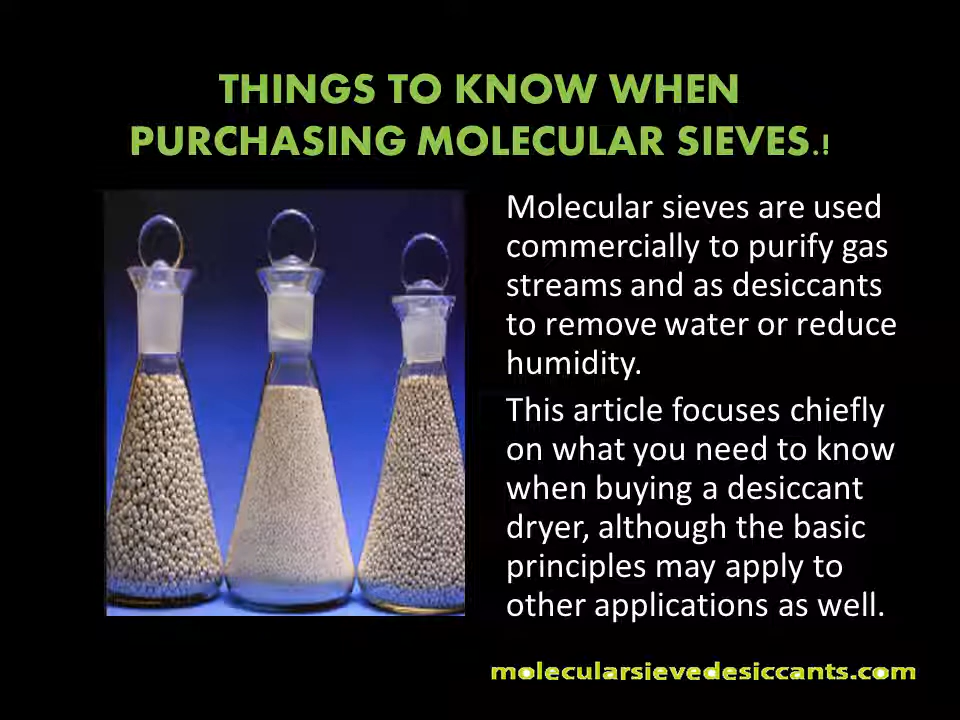 THINGS TO KNOW WHEN
PURCHASING MOLECULAR SIEVES.!
Molecular sieves are used
commercially to purify gas
streams and as desiccants
to remove water or reduce
humidity.
This article focuses chiefly
on what you need to know
when buying a desiccant
dryer, although the basic
principles may apply to
other applications as well.
molecularsievedesiccants.com